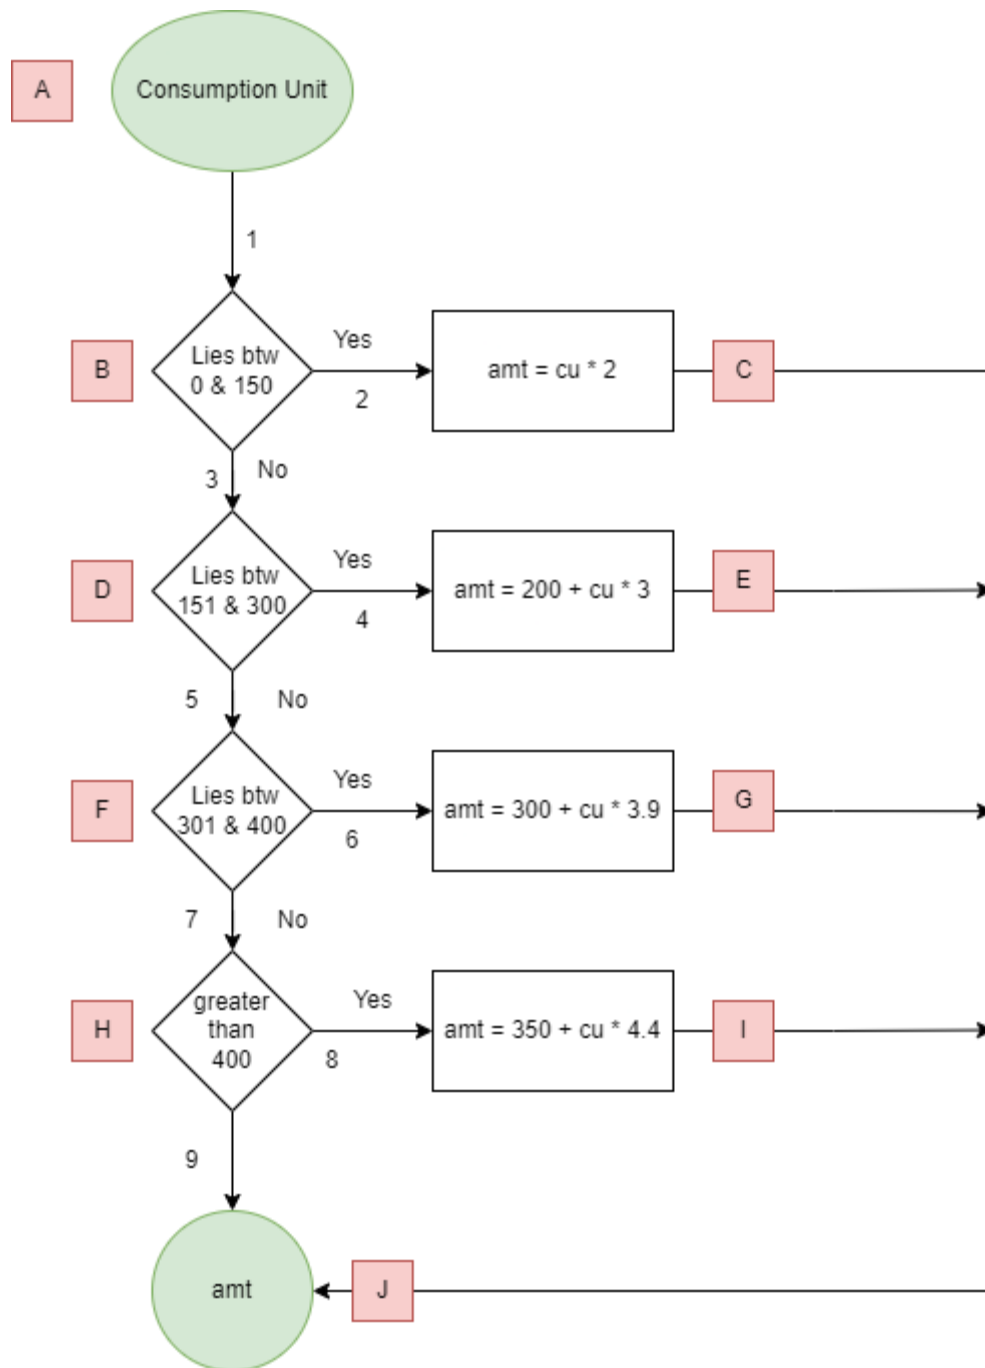 A
Consumption Unit
1
B
Lies btw
0 & 150
Yes
2
amt = cu * 2
C
3
No
D
Lies btw
151 & 300
Yes
4
amt = 200 + cu * 3
E
5
No
F
Lies btw
301 & 400
Yes
6
amt = 300 + cu * 3.9
G
7
No
H
greater
than
400
Yes
8
amt = 350 + cu * 4.4
I
9
amt
J